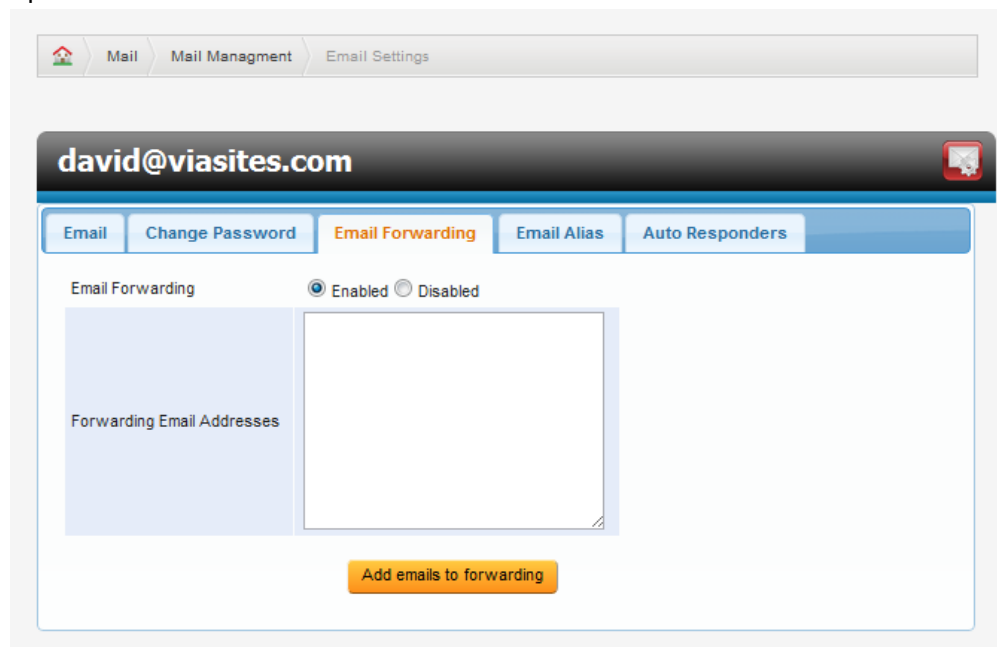 Mail Mail Managment Email Settings
david@viasites.com
Email Change Password Email Forwarding Email Alias Auto Responders
Email Forwarding Enabled Disabled
Forwarding Email Addresses
Add emails to forwarding